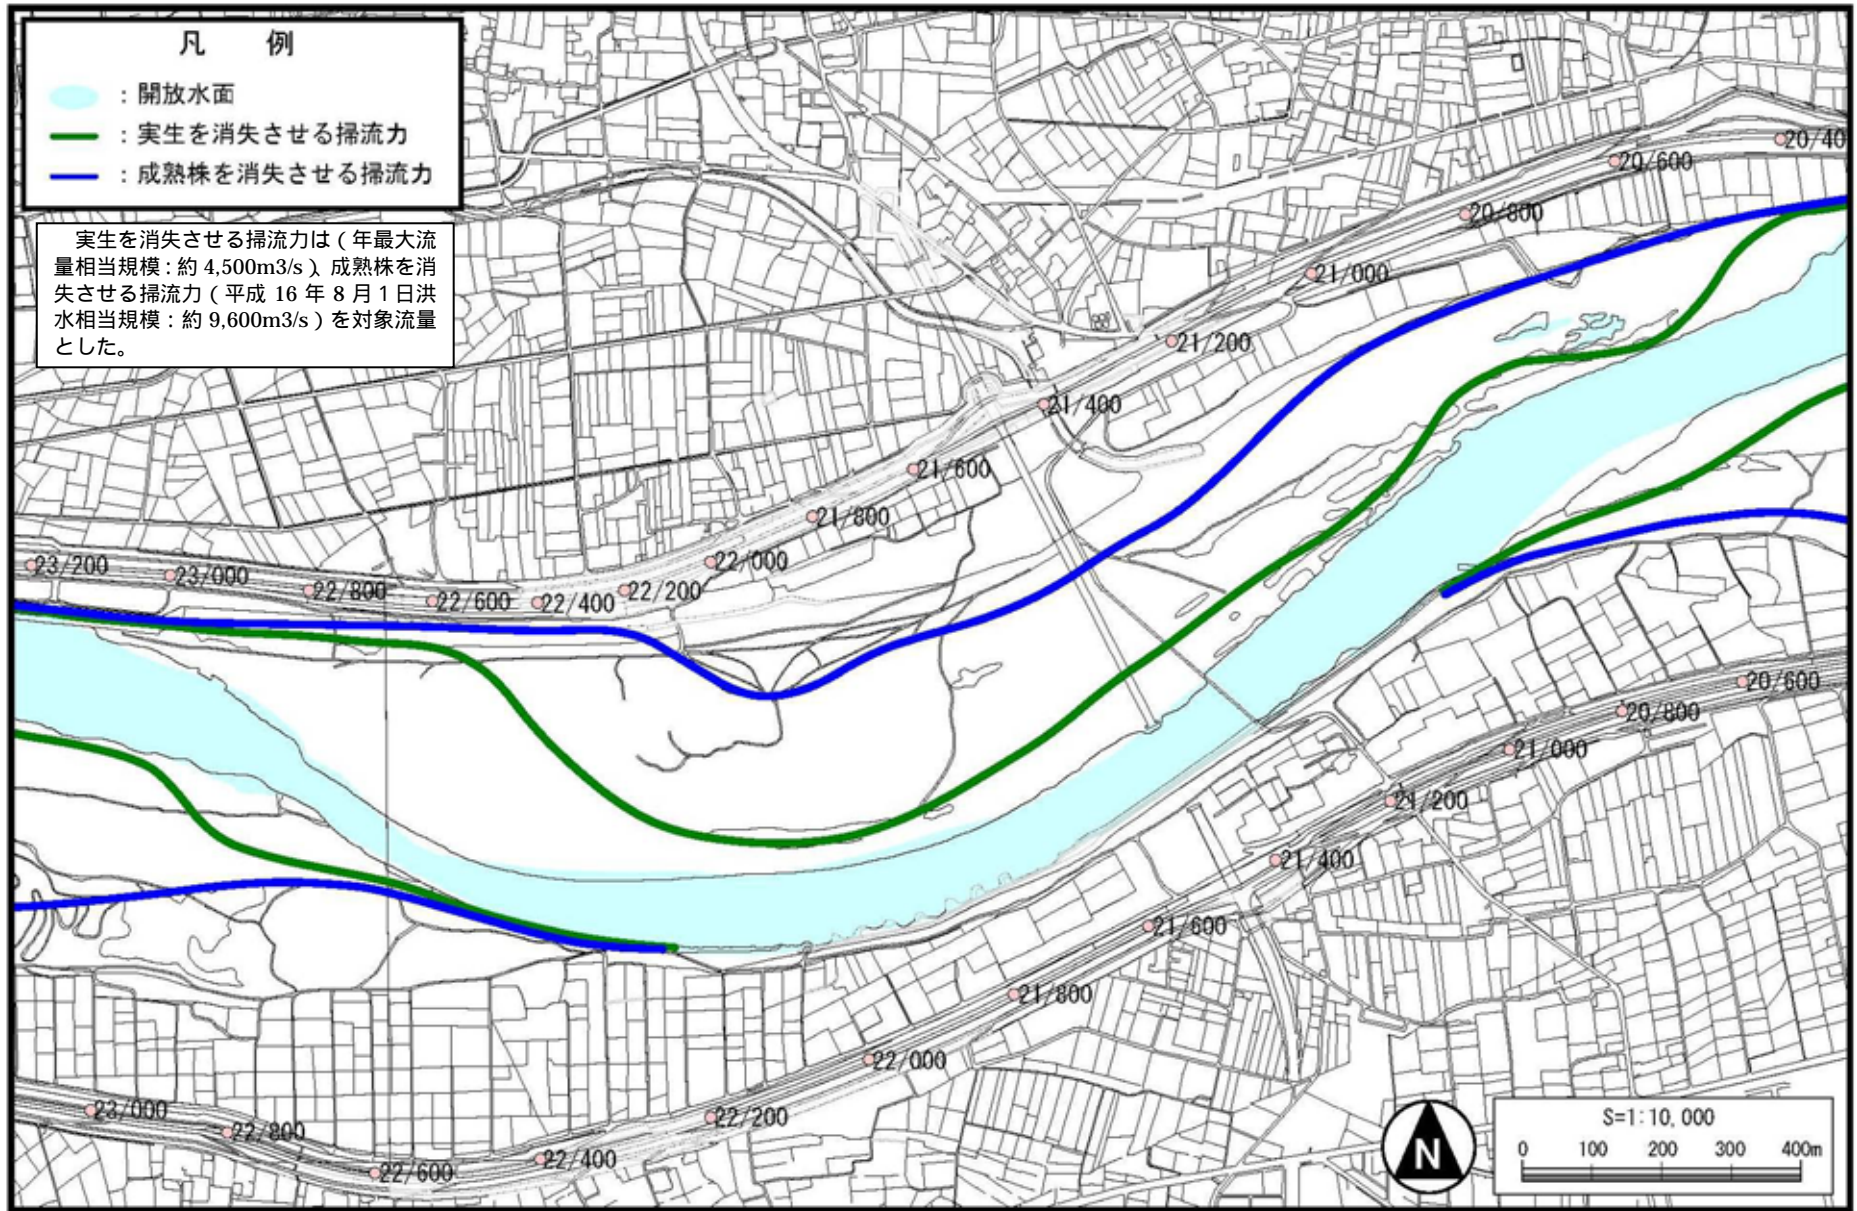 凡　例
：開放水面
：実生を消失させる掃流力
：成熟株を消失させる掃流力
実生を消失させる掃流力は（年最大流
量相当規模：約 4,500m3/s）、成熟株を消
失させる掃流力（平成 16 年 8 月 1 日洪
水相当規模：約 9,600m3/s）を対象流量
とした。
20/40
20/600
20/800
21/000
21/200
21/400
21/600
21/800
22/000
22/200
22/400
22/600
22/800
23/000
23/200
20/600
20/800
21/000
21/200
21/400
21/600
21/800
22/000
22/200
22/400
22/600
22/800
23/000
N
S=1:10,000
0 100 200 300 400m